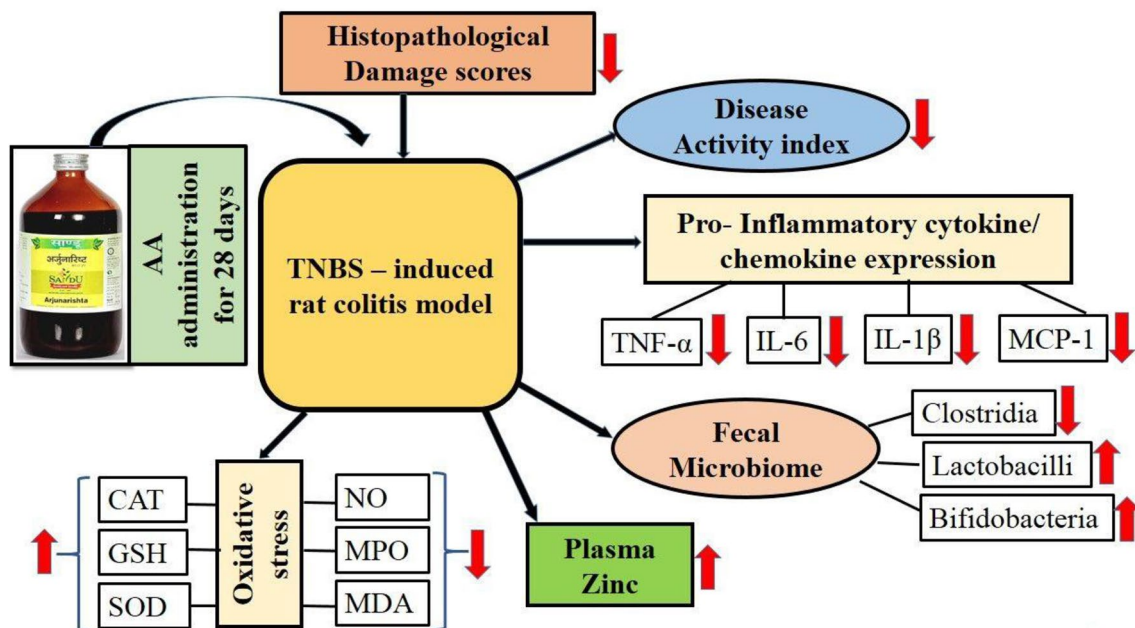 Histopathological
Damage scores
Disease
Activity index
AA
administration
for 28 days
साण्डू
अर्जुनारिष्ट
SANDU
Arjunarishta
TNBS – induced
rat colitis model
Pro- Inflammatory cytokine/
chemokine expression
TNF-α
IL-6
IL-1β
MCP-1
Fecal
Microbiome
Clostridia
Lactobacilli
Bifidobacteria
CAT
GSH
SOD
Oxidative
stress
NO
MPO
MDA
Plasma
Zinc